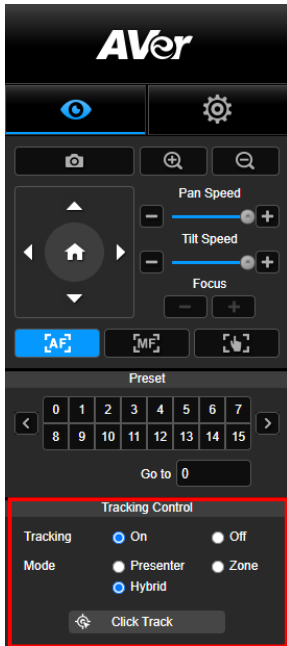 AVer
Pan Speed
Tilt Speed
Focus
AF
MF
Preset
0 1 2 3 4 5 6 7
8 9 10 11 12 13 14 15
Go to 0
Tracking Control
Tracking On Off
Mode Presenter Zone
Hybrid
Click Track